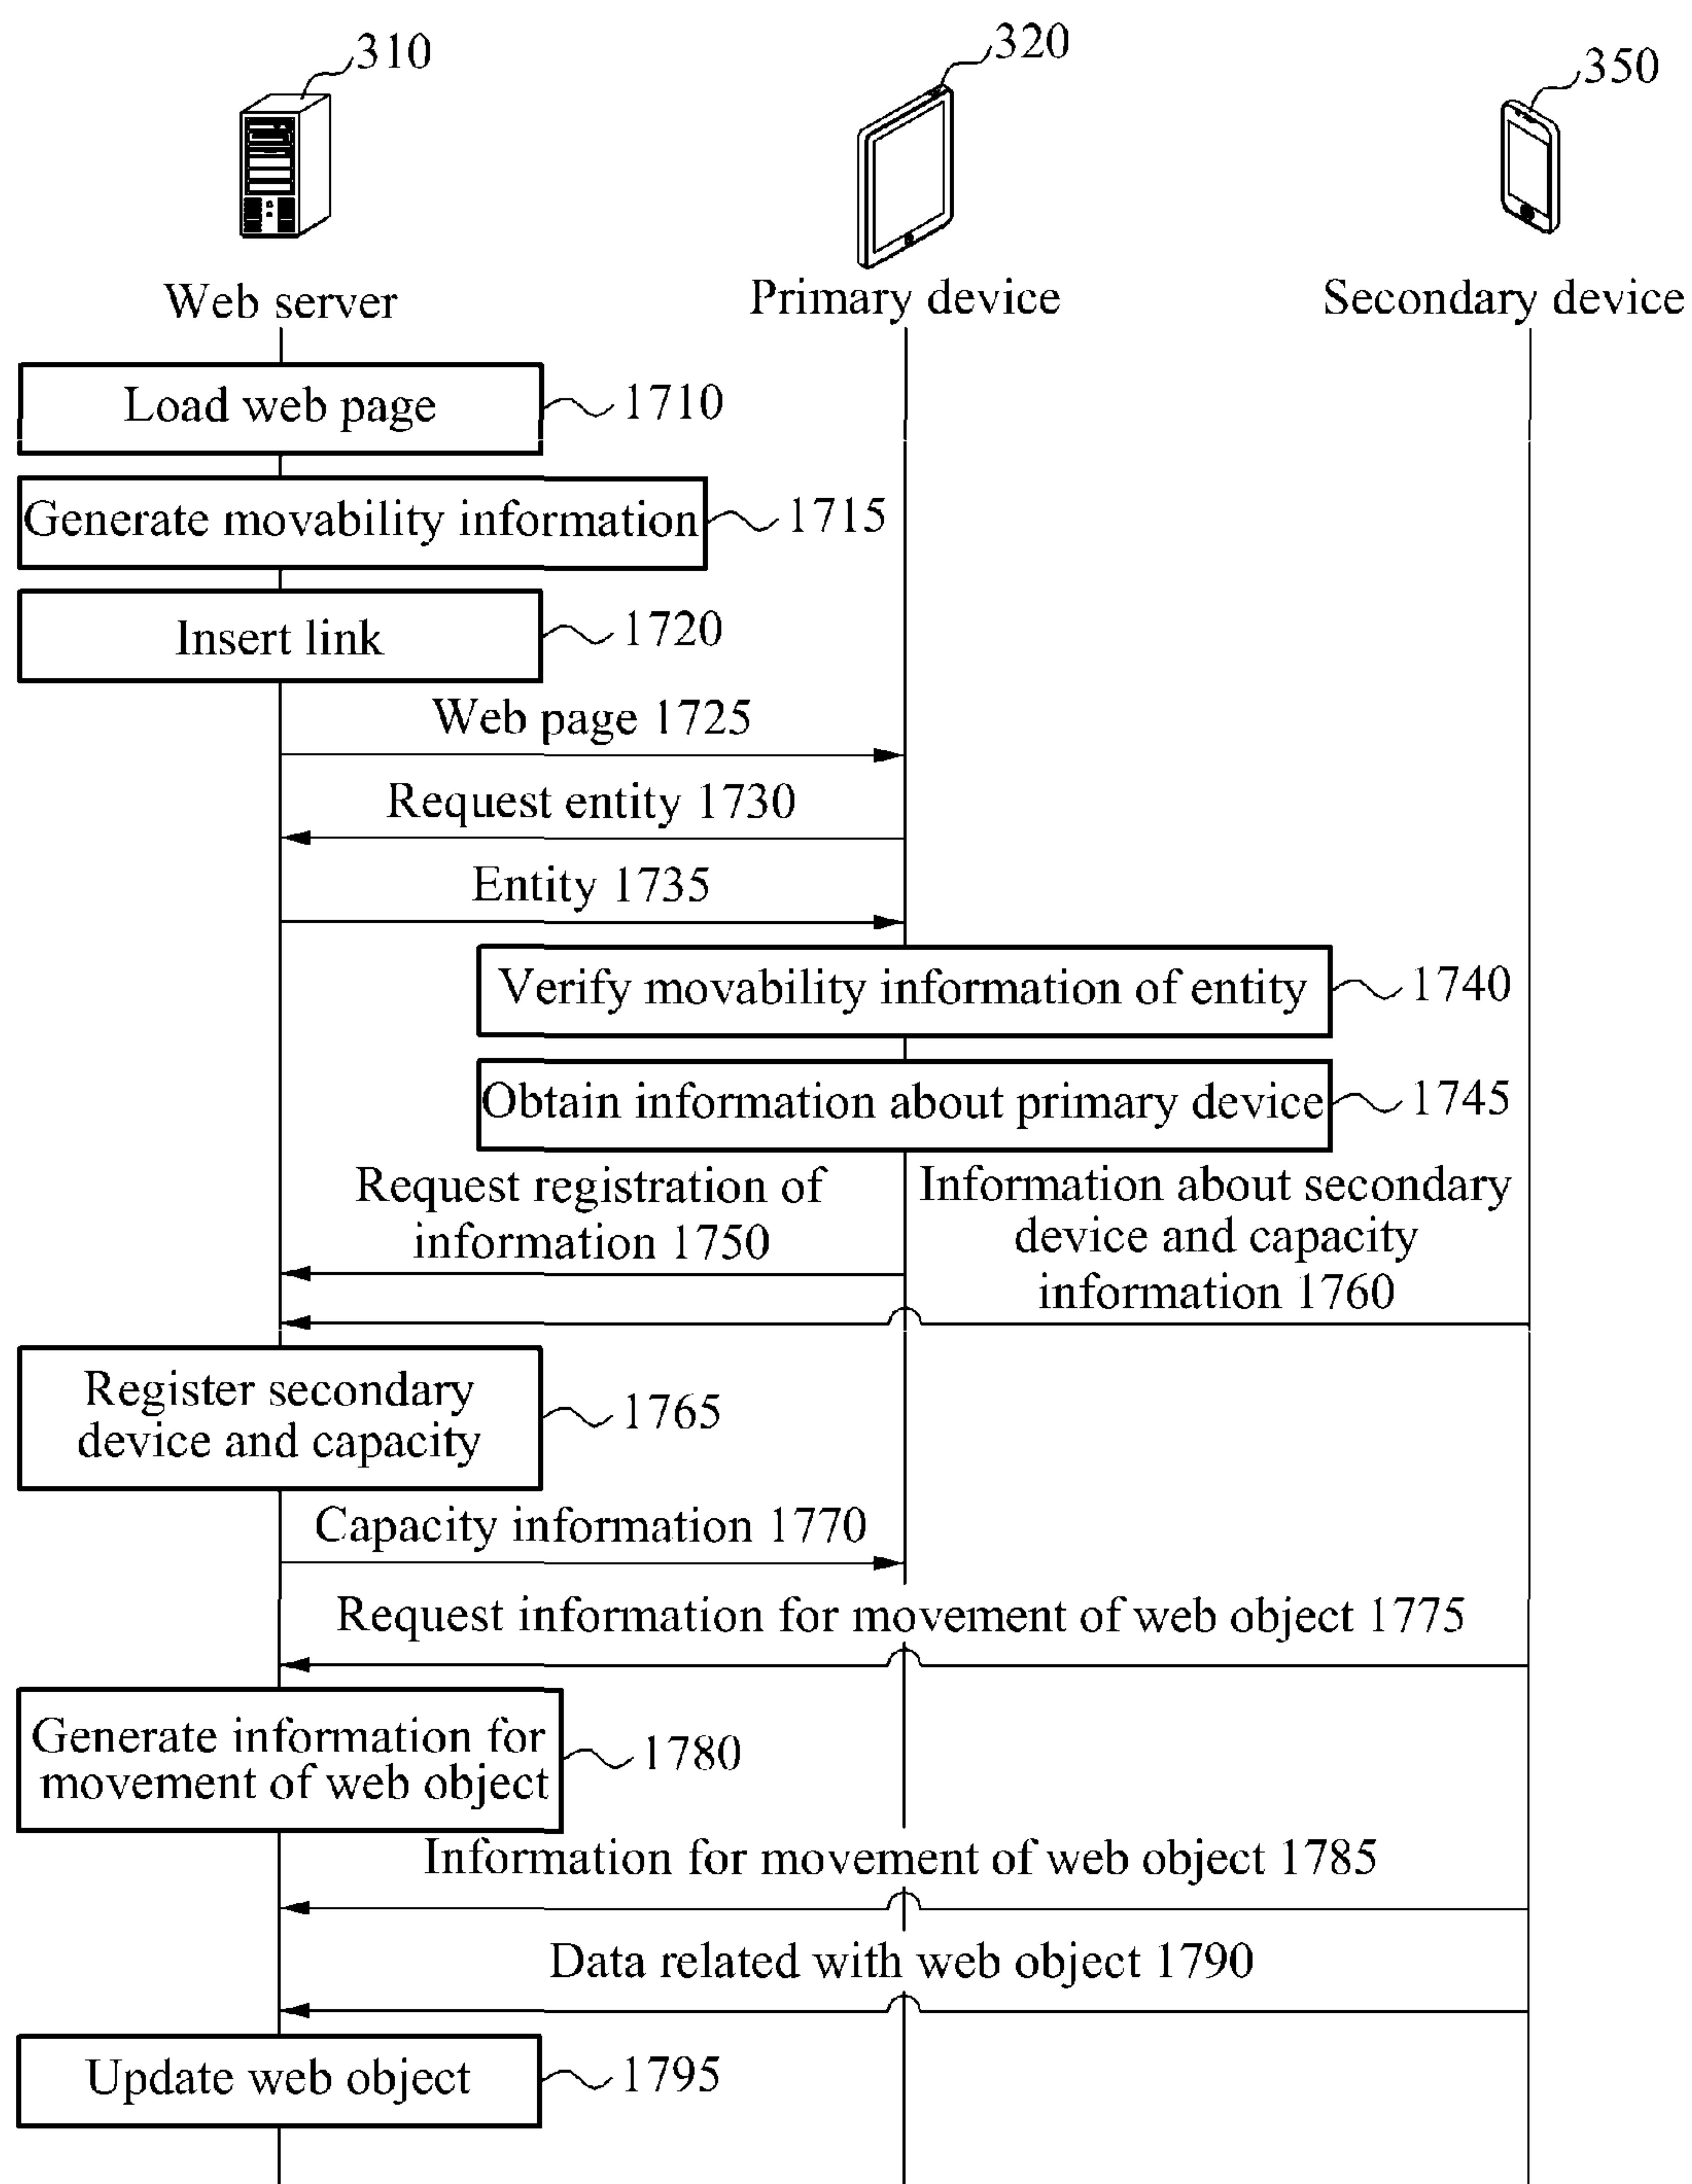 310
320
350
Web server
Primary device
Secondary device
Load web page
1710
Generate movability information
1715
Insert link
1720
Web page 1725
Request entity 1730
Entity 1735
Verify movability information of entity
1740
Obtain information about primary device
1745
Request registration of
information 1750
Information about secondary
device and capacity
information 1760
Register secondary
device and capacity
1765
Capacity information 1770
Request information for movement of web object 1775
Generate information for
movement of web object
1780
Information for movement of web object 1785
Data related with web object 1790
Update web object
1795